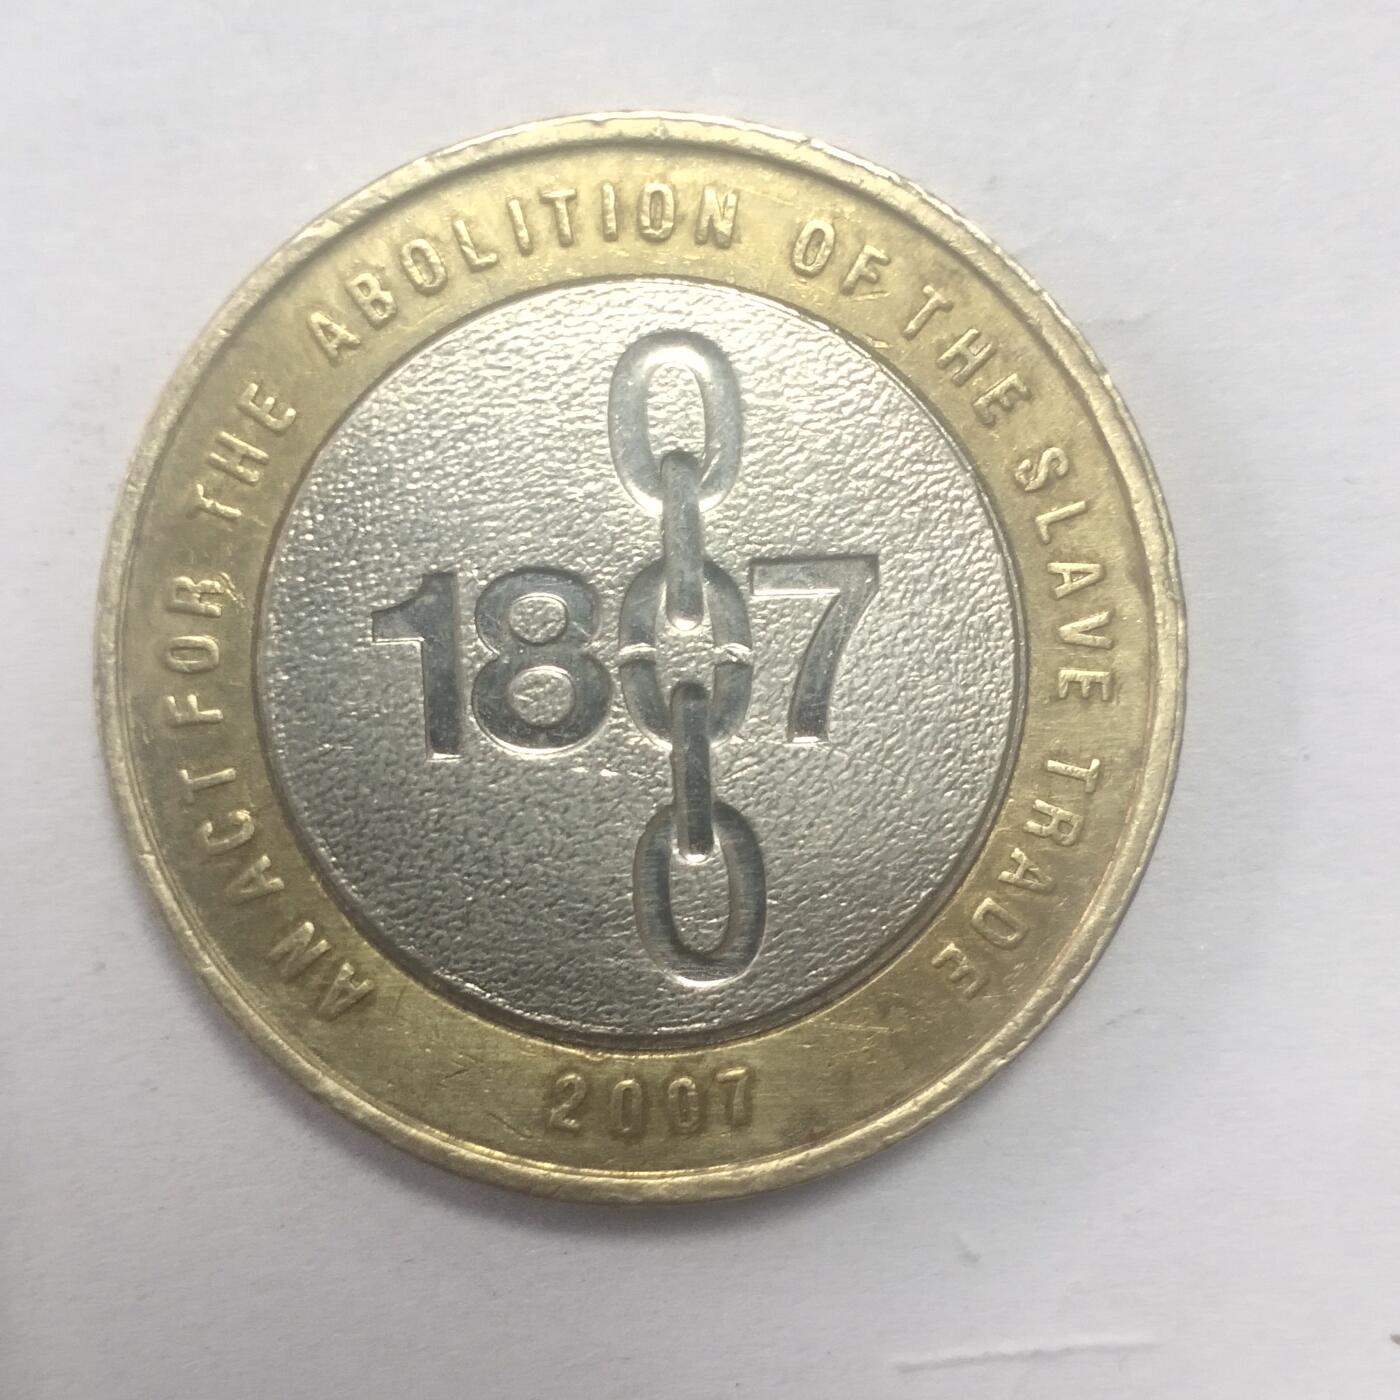 AN ACT FOR THE ABOLITION OF THE SLAVE TRADE
1807
2007